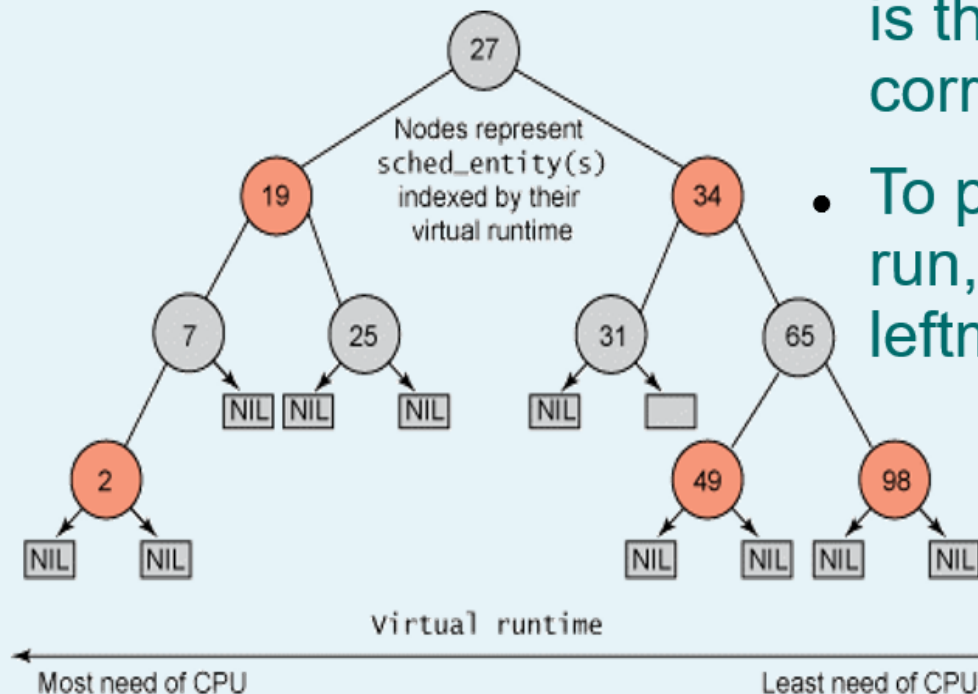 27
is th
corr
Nodes represent
sched_entity(s)
indexed by their
virtual runtime
19
34
• To p
run,
leftm
7
25
31
65
NIL
NIL
NIL
NIL
2
49
98
NIL
NIL
NIL
NIL
NIL
NIL
Virtual runtime
Most need of CPU
Least need of CPU